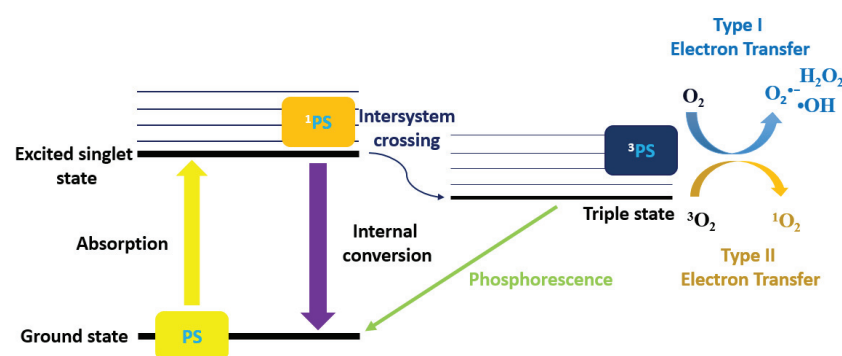 Type I
Electron Transfer
H₂O₂
O₂
O₂•−
•OH
¹PS
Intersystem
crossing
³PS
Excited singlet
state
Triple state
³O₂
¹O₂
Absorption
Internal
conversion
Type II
Electron Transfer
Phosphorescence
Ground state
PS